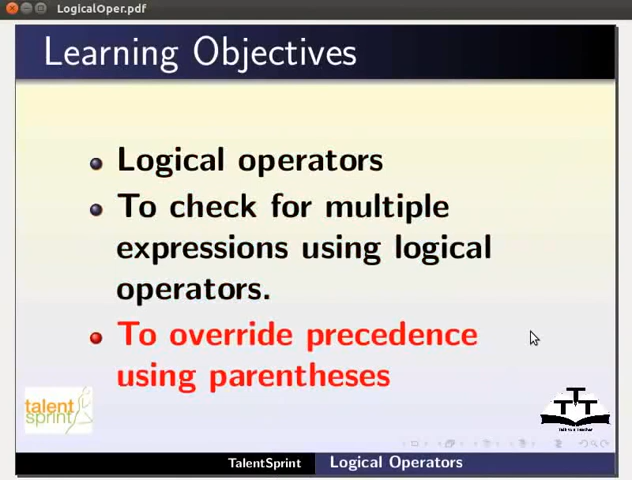 LogicalOper.pdf
Learning Objectives
Logical operators
To check for multiple
expressions using logical
operators.
To override precedence
using parentheses
talent
sprint
TTT
TalentSprint
Logical Operators